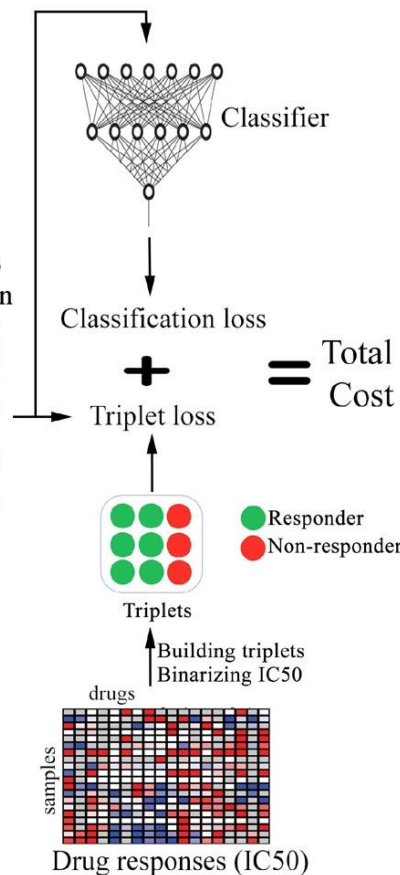 Classifier
n
Classification loss
Total
Cost
Triplet loss
Responder
Non-responder
Triplets
Building triplets
Binarizing IC50
drugs
samples
Drug responses (IC50)